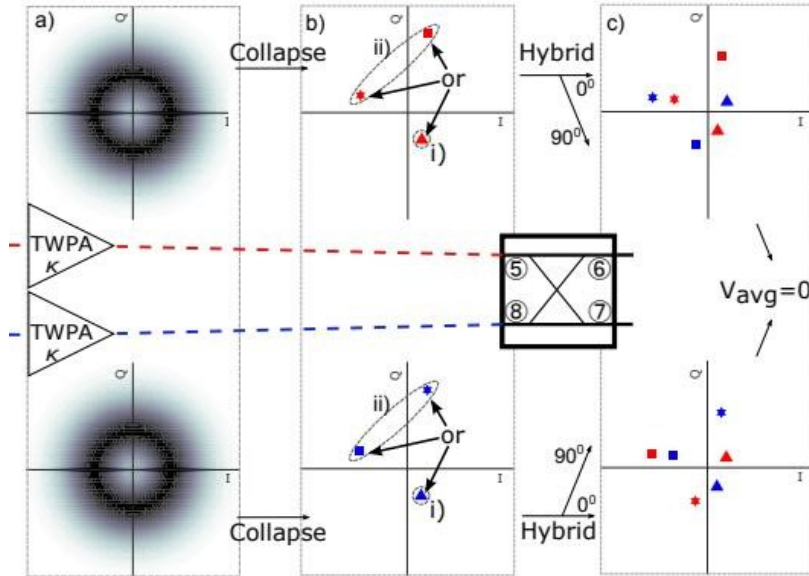 a)
Q
I
Collapse
b)
Q
ii)
or
i)
I
Hybrid
0⁰
90⁰
c)
Q
I
TWPA
κ
TWPA
κ
5
6
8
7
Vavg=0
Q
I
Collapse
Q
ii)
or
i)
I
90⁰
0⁰
Hybrid
Q
I